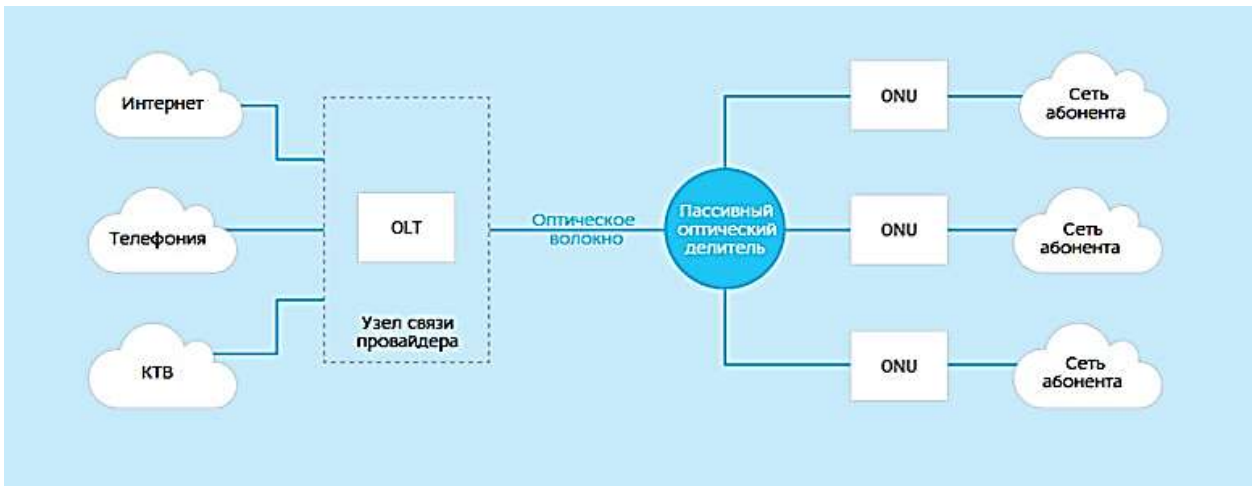 Интернет
Телефония
КТВ
OLT
Узел связи
провайдера
Оптическое
волокно
Пассивный
оптический
делитель
ONU
Сеть
абонента
ONU
Сеть
абонента
ONU
Сеть
абонента